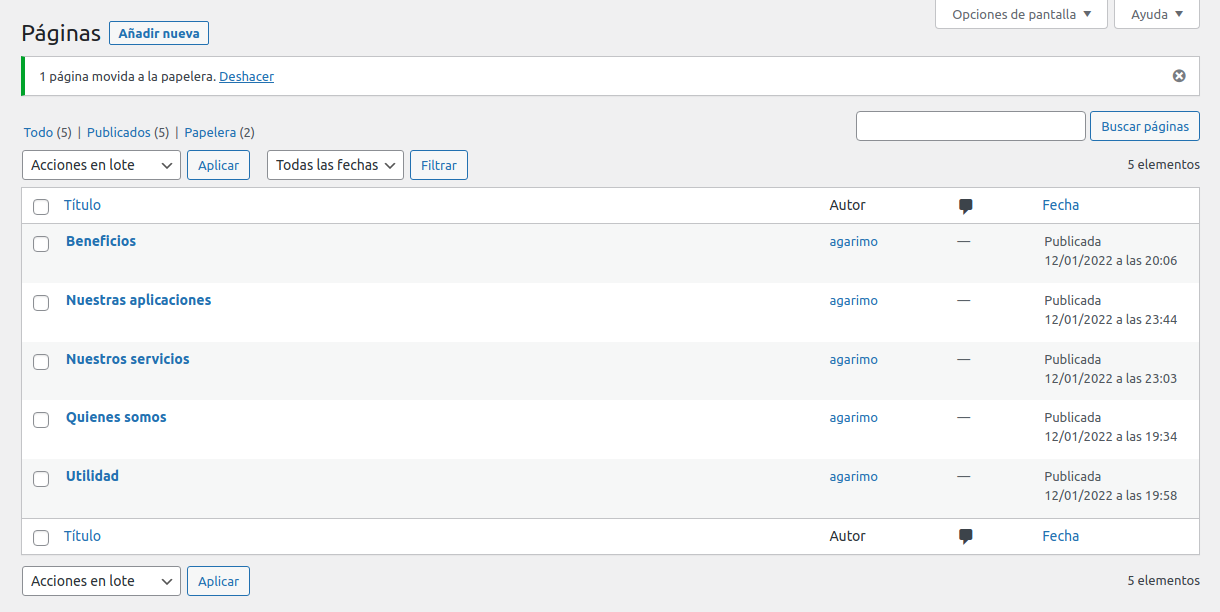 Opciones de pantalla
Ayuda
Páginas Añadir nueva
1 página movida a la papelera. Deshacer
Todo (5) | Publicados (5) | Papelera (2)
Buscar páginas
Acciones en lote Aplicar Todas las fechas Filtrar 5 elementos
Título Autor Fecha
Beneficios agarimo — Publicada
12/01/2022 a las 20:06
Nuestras aplicaciones agarimo — Publicada
12/01/2022 a las 23:44
Nuestros servicios agarimo — Publicada
12/01/2022 a las 23:03
Quienes somos agarimo — Publicada
12/01/2022 a las 19:34
Utilidad agarimo — Publicada
12/01/2022 a las 19:58
Título Autor Fecha
Acciones en lote Aplicar 5 elementos